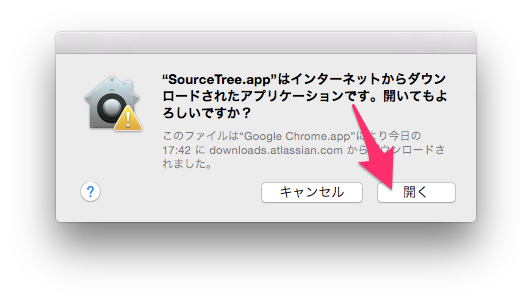 “SourceTree.app”はインターネットからダウン
ロードされたアプリケーションです。開いてもよ
ろしいですか？
このファイルは“Google Chrome.app”により今日の
17:42 に downloads.atlassian.com からダウンロードさ
れました。
?
キャンセル
開く